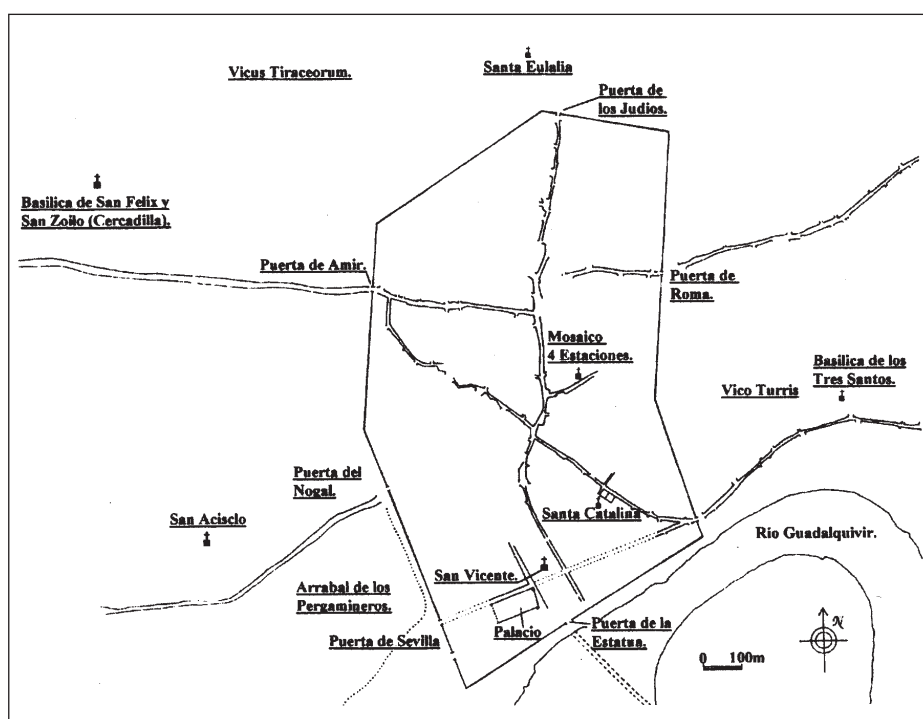 Santa Eulalia
Vicus Tiraceorum.
Puerta de
los Judios.
Basilica de San Felix y
San Zoilo (Cercadilla).
Puerta de Amir.
Puerta de
Roma.
Mosaico
4 Estaciones.
Basilica de los
Tres Santos.
Vico Turris
Puerta del
Nogal.
San Acisclo
Santa Catalina
Rio Guadalquivir.
San Vicente.
Arrabal de los
Pergamineros.
Palacio
Puerta de la
Estatua.
Puerta de Sevilla
N
0 100m